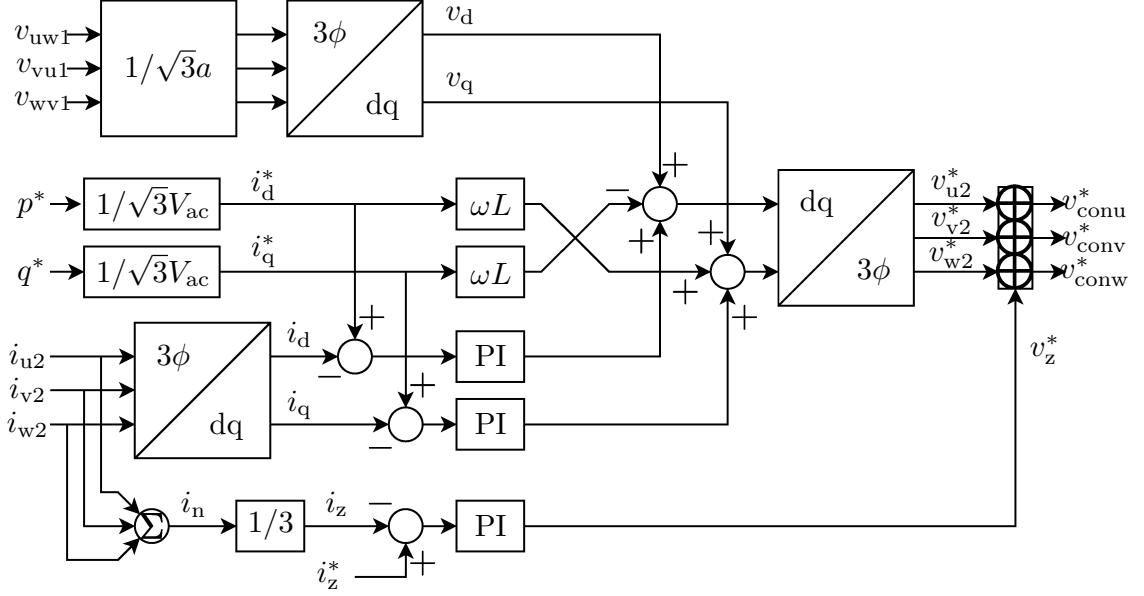 v_uw1
v_vu1
v_wv1
1/√3a
3ϕ
dq
v_d
v_q
p*
1/√3V_ac
i_d*
ωL
q*
1/√3V_ac
i_q*
ωL
− + +
+ + +
dq
3ϕ
v_u2*
v_v2*
v_w2*
v_conu*
v_conv*
v_conw*
v_z*
i_u2
i_v2
i_w2
3ϕ
dq
i_d
+ −
PI
i_q
+ −
PI
Σ
i_n
1/3
i_z
− +
PI
i_z*